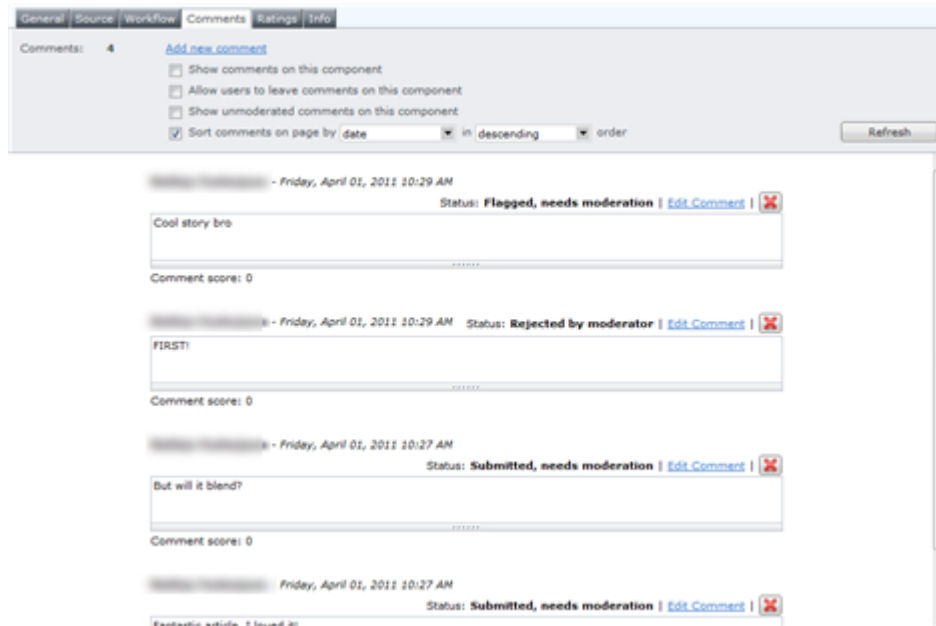 General Source Workflow Comments Ratings Info
Comments: 4 Add new comment
Show comments on this component
Allow users to leave comments on this component
Show unmoderated comments on this component
Sort comments on page by date in descending order Refresh
- Friday, April 01, 2011 10:29 AM
Status: Flagged, needs moderation | Edit Comment |
Cool story bro
Comment score: 0
- Friday, April 01, 2011 10:29 AM Status: Rejected by moderator | Edit Comment |
FIRST!
Comment score: 0
- Friday, April 01, 2011 10:27 AM
Status: Submitted, needs moderation | Edit Comment |
But will it blend?
Comment score: 0
Friday, April 01, 2011 10:27 AM
Status: Submitted, needs moderation | Edit Comment |
Fantastic article, I loved it!